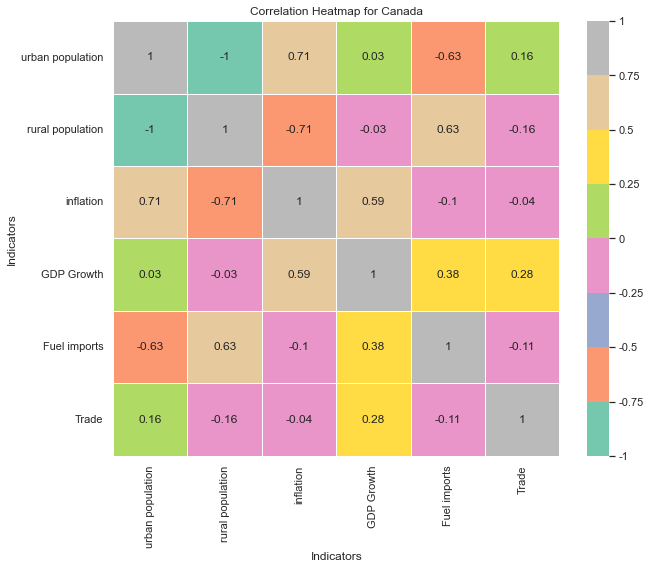 Correlation Heatmap for Canada
urban population 1 -1 0.71 0.03 -0.63 0.16
rural population -1 1 -0.71 -0.03 0.63 -0.16
inflation 0.71 -0.71 1 0.59 -0.1 -0.04
GDP Growth 0.03 -0.03 0.59 1 0.38 0.28
Fuel imports -0.63 0.63 -0.1 0.38 1 -0.11
Trade 0.16 -0.16 -0.04 0.28 -0.11 1
Indicators
urban population
rural population
inflation
GDP Growth
Fuel imports
Trade
Indicators
1
0.75
0.5
0.25
0
-0.25
-0.5
-0.75
-1